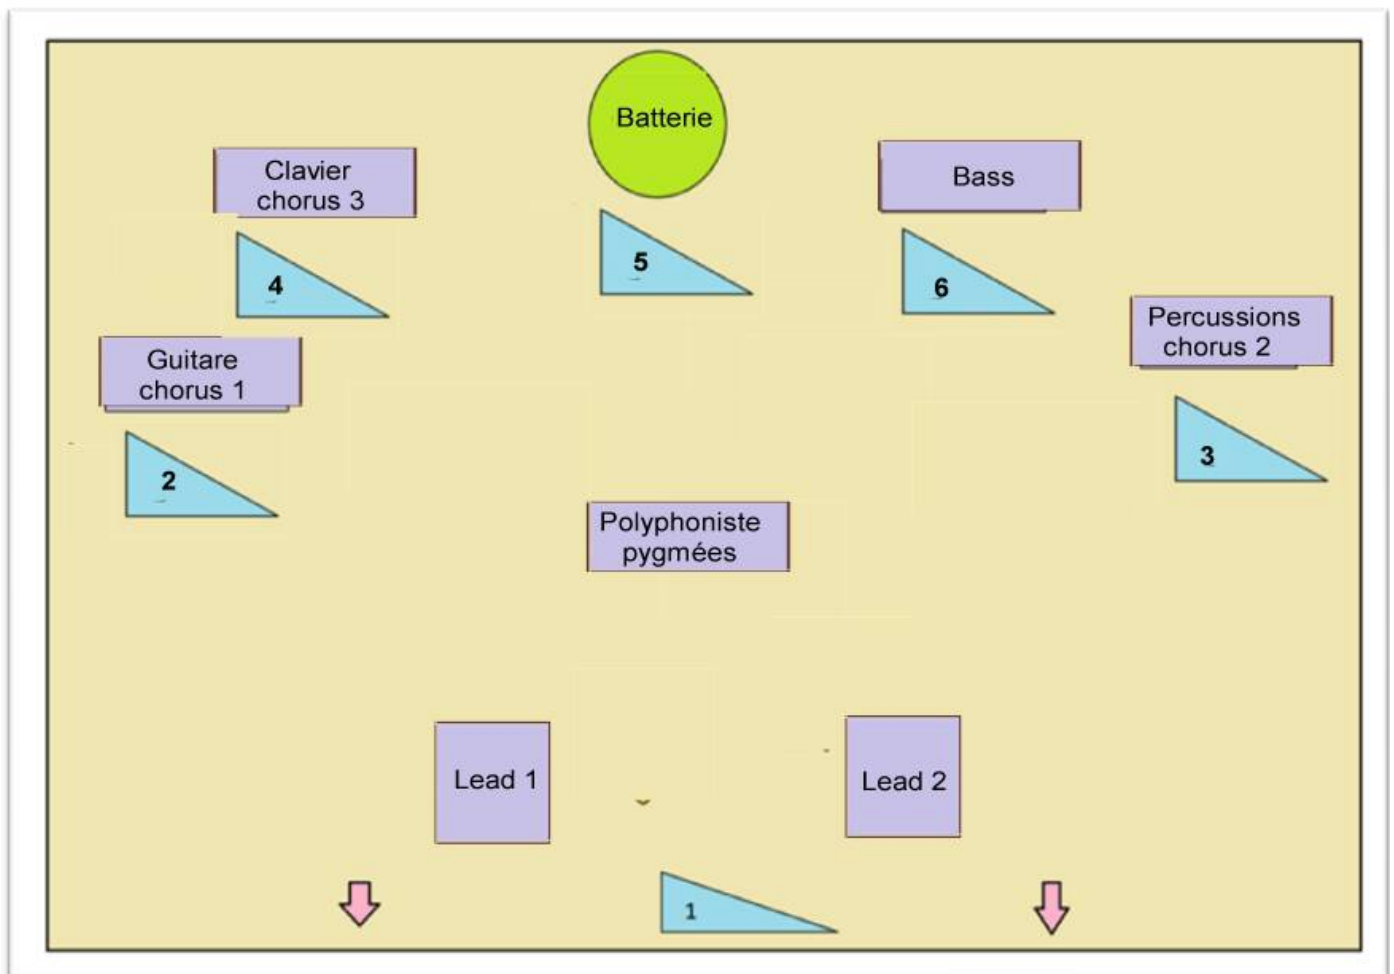 Batterie
Clavier
chorus 3
Bass
5
4
6
Percussions
chorus 2
Guitare
chorus 1
3
2
Polyphoniste
pygmées
Lead 1
Lead 2
1